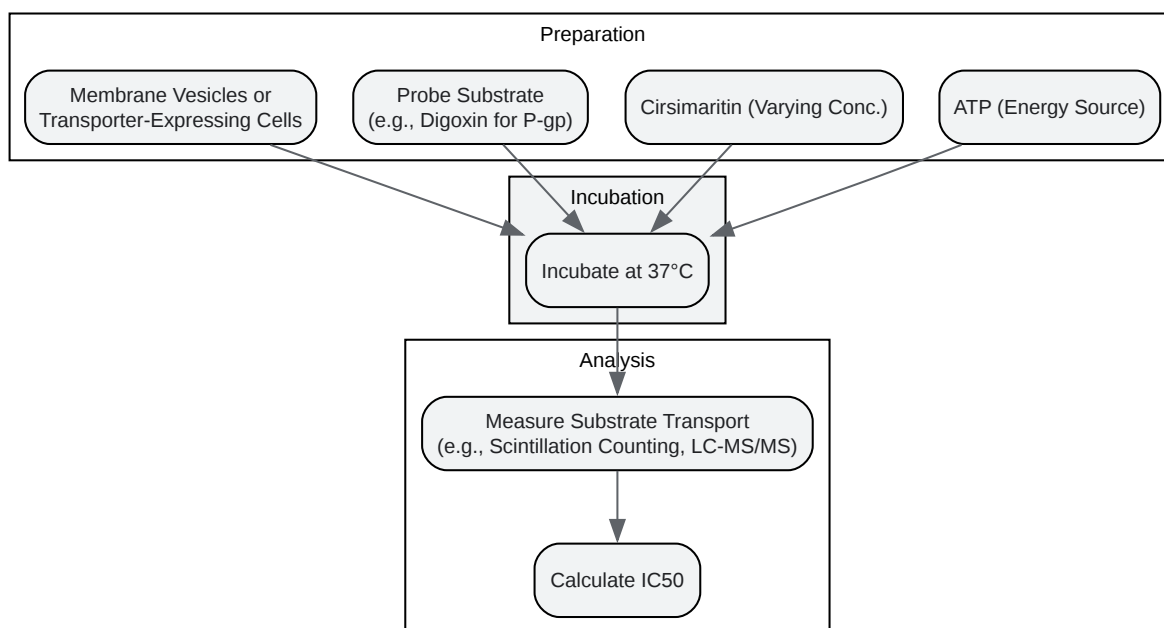 Preparation
Membrane Vesicles or
Transporter-Expressing Cells
Probe Substrate
(e.g., Digoxin for P-gp)
Cirsimaritin (Varying Conc.)
ATP (Energy Source)
Incubation
Incubate at 37°C
Analysis
Measure Substrate Transport
(e.g., Scintillation Counting, LC-MS/MS)
Calculate IC50